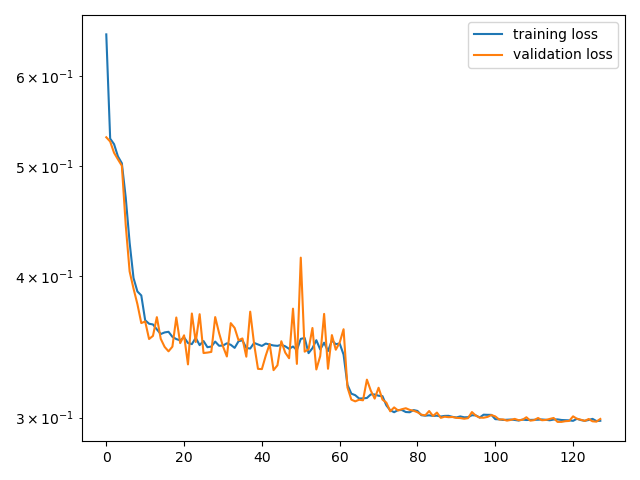 training loss
validation loss
6 × 10⁻¹
5 × 10⁻¹
4 × 10⁻¹
3 × 10⁻¹
0 20 40 60 80 100 120